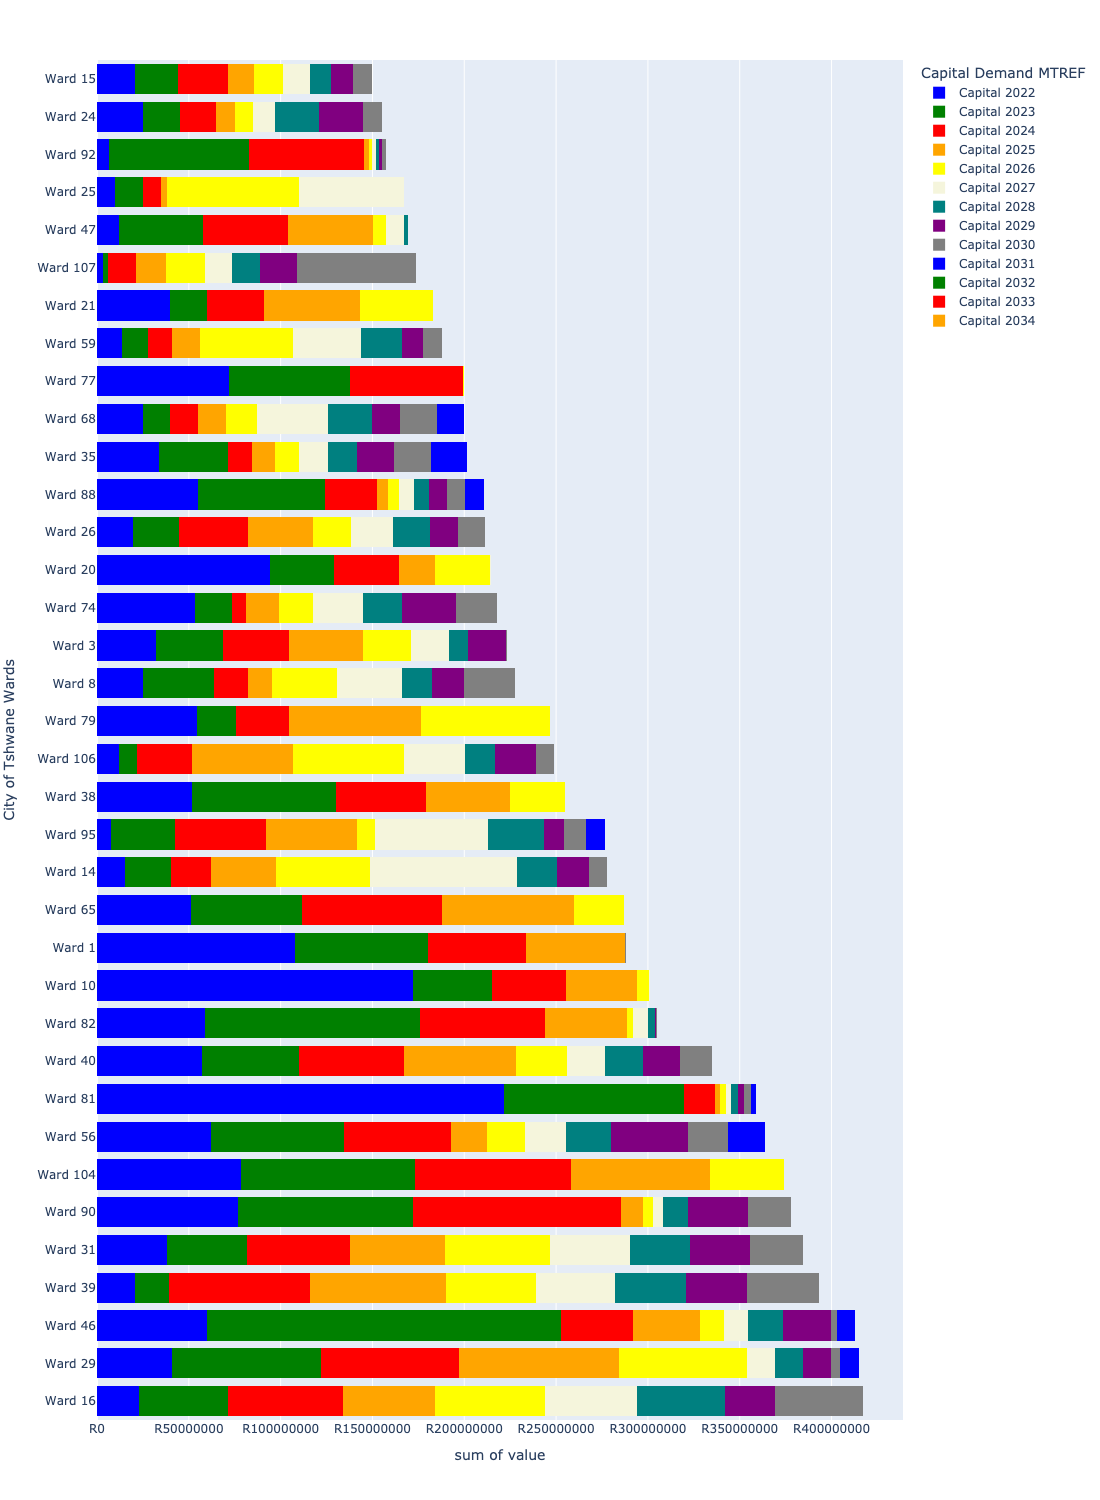 Capital Demand MTREF
Capital 2022
Capital 2023
Capital 2024
Capital 2025
Capital 2026
Capital 2027
Capital 2028
Capital 2029
Capital 2030
Capital 2031
Capital 2032
Capital 2033
Capital 2034
City of Tshwane Wards
Ward 15
Ward 24
Ward 92
Ward 25
Ward 47
Ward 107
Ward 21
Ward 59
Ward 77
Ward 68
Ward 35
Ward 88
Ward 26
Ward 20
Ward 74
Ward 3
Ward 8
Ward 79
Ward 106
Ward 38
Ward 95
Ward 14
Ward 65
Ward 1
Ward 10
Ward 82
Ward 40
Ward 81
Ward 56
Ward 104
Ward 90
Ward 31
Ward 39
Ward 46
Ward 29
Ward 16
R0 R50000000 R100000000 R150000000 R200000000 R250000000 R300000000 R350000000 R400000000
sum of value